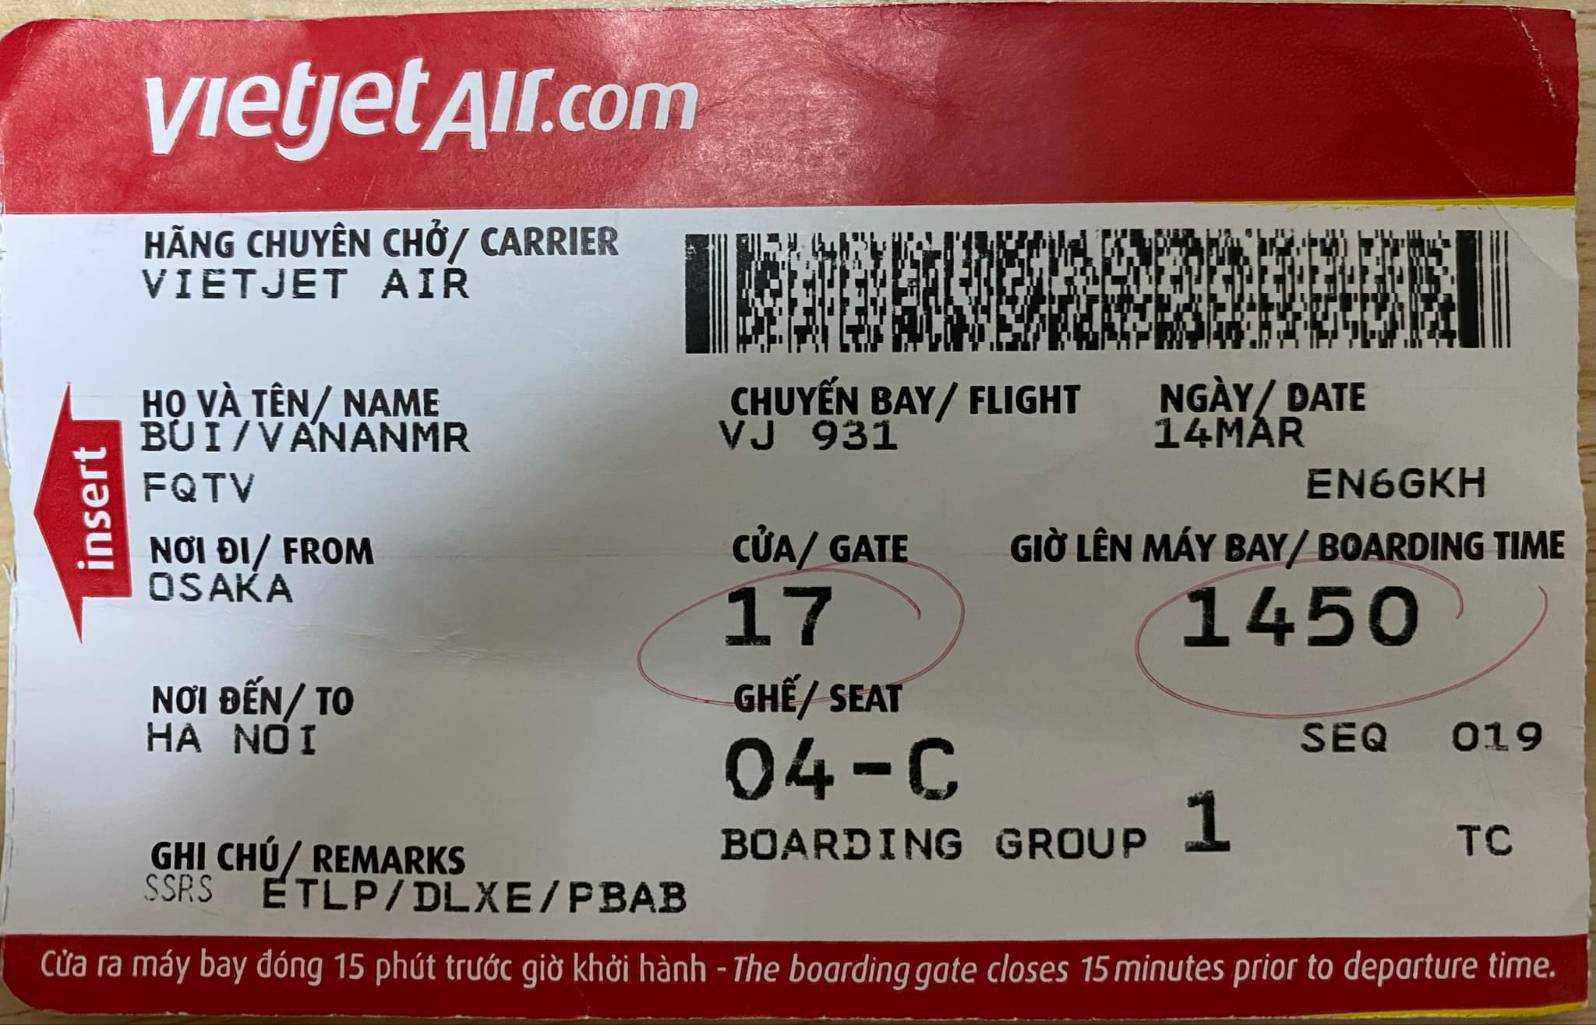 vietjetAir.com
HÃNG CHUYÊN CHỞ/ CARRIER
VIETJET AIR
HỌ VÀ TÊN/ NAME
BUI/VANANMR
CHUYẾN BAY/ FLIGHT
VJ 931
NGÀY/ DATE
14MAR
FQTV
EN6GKH
insert
NƠI ĐI/ FROM
OSAKA
CỬA/ GATE
17
GIỜ LÊN MÁY BAY/ BOARDING TIME
1450
NƠI ĐẾN/ TO
HA NOI
GHẾ/ SEAT
04-C
SEQ 019
BOARDING GROUP 1
TC
GHI CHÚ/ REMARKS
SSRS ETLP/DLXE/PBAB
Cửa ra máy bay đóng 15 phút trước giờ khởi hành - The boarding gate closes 15 minutes prior to departure time.